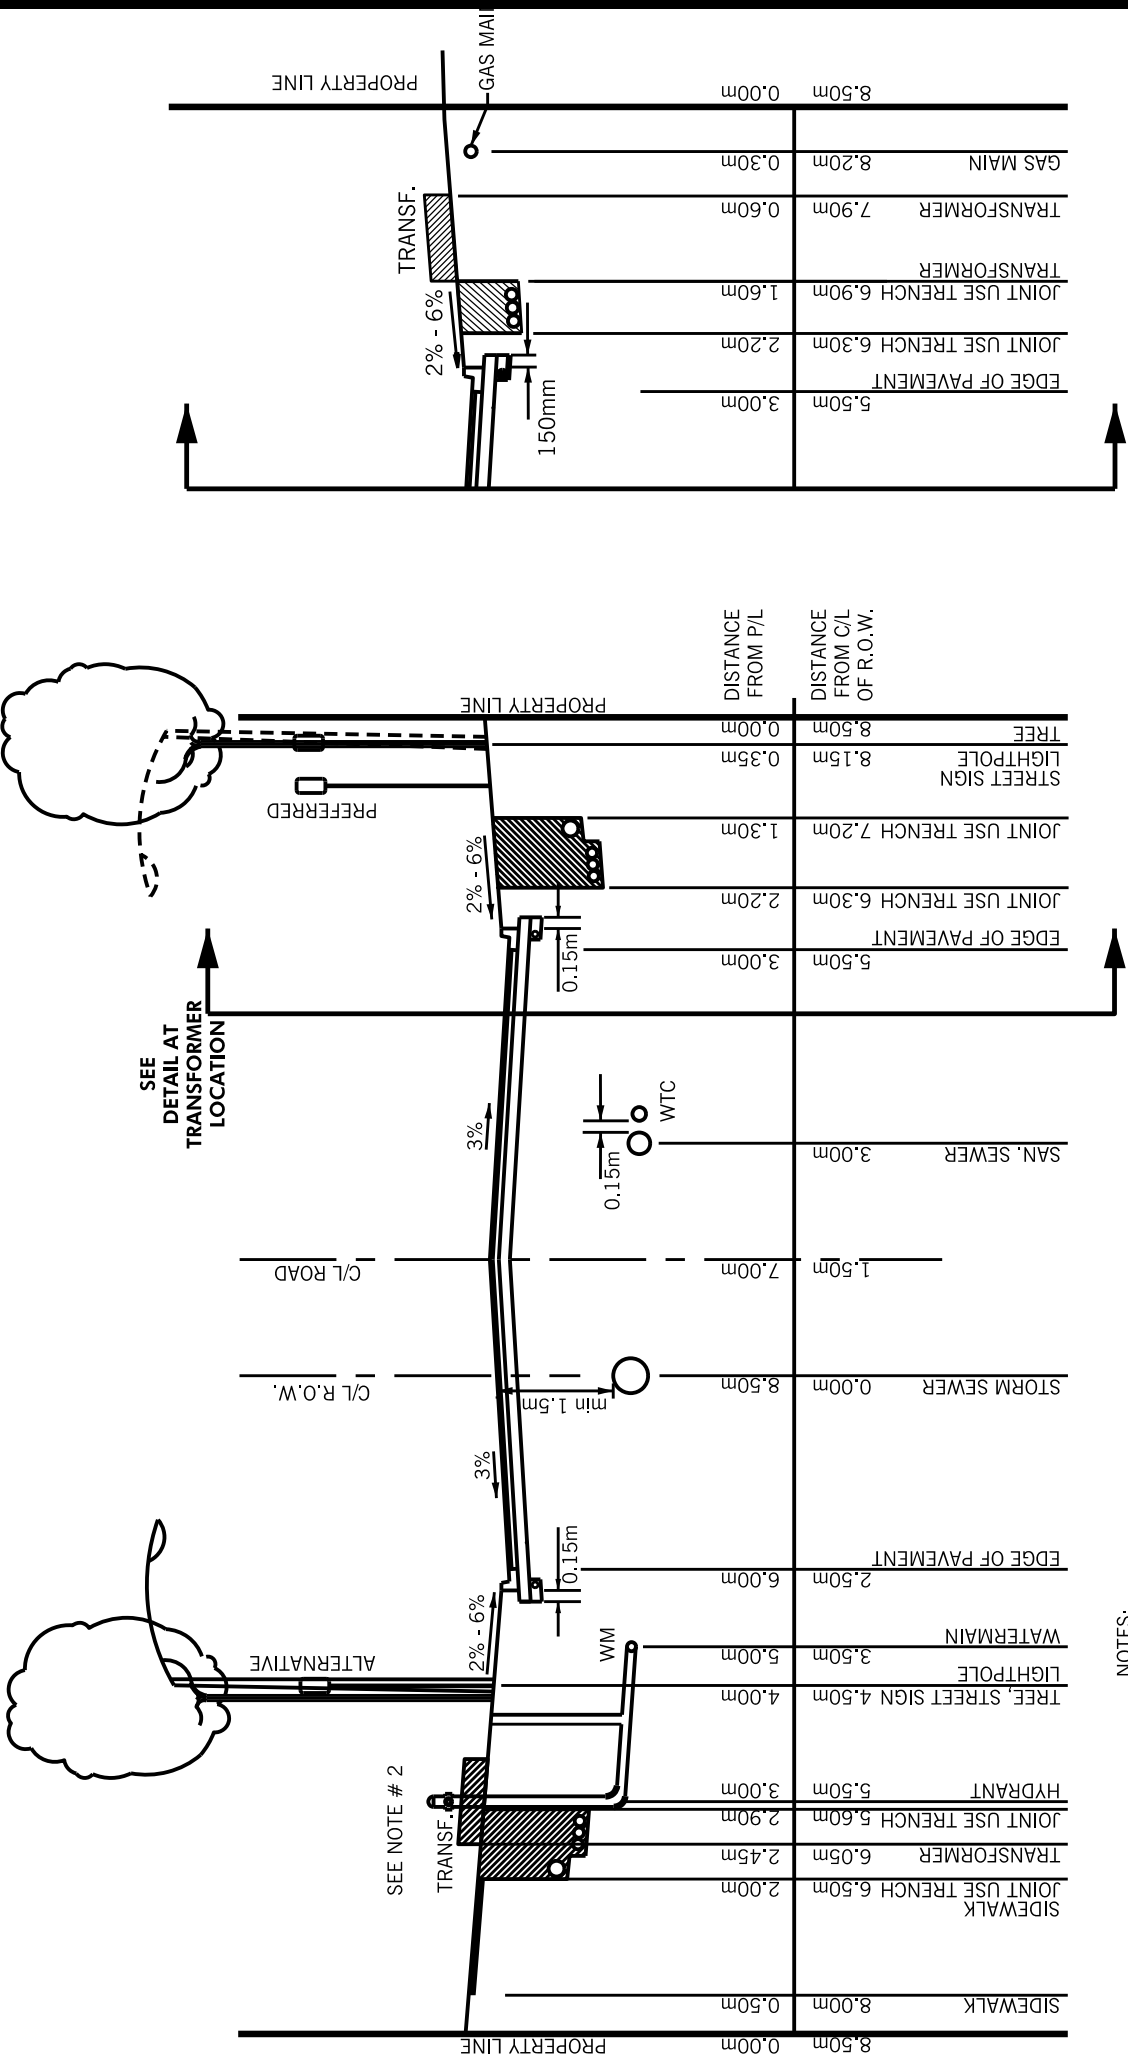 PROPERTY LINE
GAS MAI
0.00m 8.50m
0.30m 8.20m GAS MAIN
TRANSF.
0.60m 7.90m TRANSFORMER
TRANSFORMER
1.60m 6.90m JOINT USE TRENCH
2% - 6%
2.20m 6.30m JOINT USE TRENCH
EDGE OF PAVEMENT
3.00m 5.50m
150mm
DISTANCE
FROM P/L
DISTANCE
FROM C/L
OF R.O.W.
PROPERTY LINE
0.00m 8.50m
TREE
0.35m 8.15m LIGHTPOLE
STREET SIGN
PREFERRED
1.30m 7.20m JOINT USE TRENCH
2% - 6%
2.20m 6.30m JOINT USE TRENCH
EDGE OF PAVEMENT
3.00m 5.50m
0.15m
SEE
DETAIL AT
TRANSFORMER
LOCATION
3%
WTC
0.15m
3.00m SAN. SEWER
C/L ROAD
7.00m 1.50m
C/L R.O.W.
8.50m 0.00m STORM SEWER
min 1.5m
3%
0.15m
EDGE OF PAVEMENT
6.00m 2.50m
2% - 6%
WM
5.00m 3.50m WATERMAIN
ALTERNATIVE
LIGHTPOLE
4.00m 4.50m TREE, STREET SIGN
NOTES:
SEE NOTE # 2
TRANSF.
3.00m 5.50m HYDRANT
2.90m 5.60m JOINT USE TRENCH
2.45m 6.05m TRANSFORMER
2.00m 6.50m JOINT USE TRENCH
SIDEWALK
0.50m 8.00m SIDEWALK
PROPERTY LINE
0.00m 8.50m